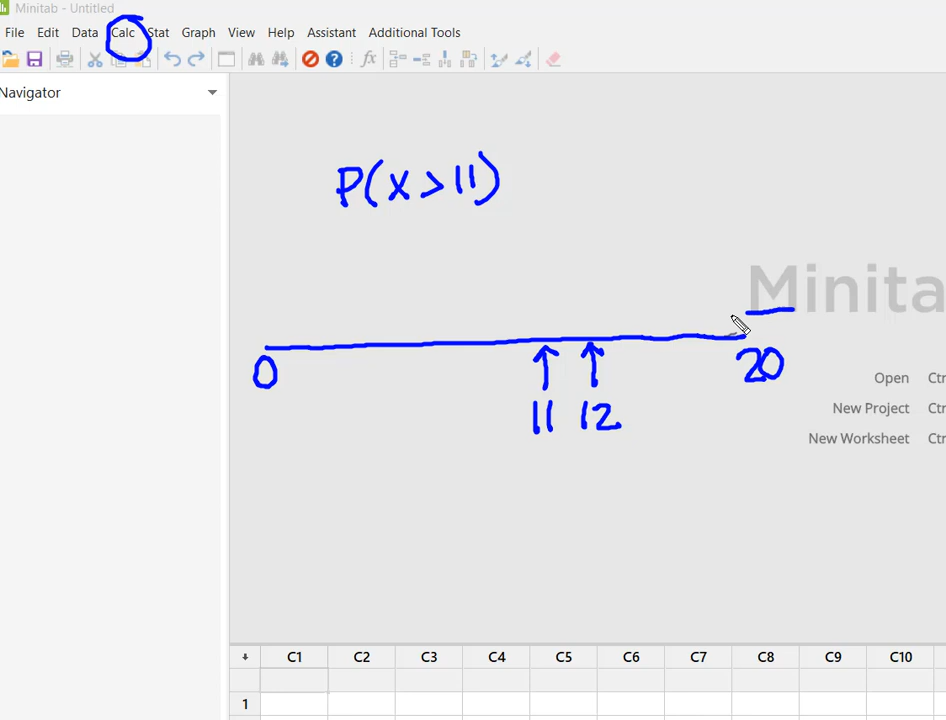 Minitab - Untitled
File Edit Data Calc Stat Graph View Help Assistant Additional Tools
fx
Navigator
P(X>11)
Minita
0 20
11 12
Open Ctr
New Project Ctr
New Worksheet Ctr
C1 C2 C3 C4 C5 C6 C7 C8 C9 C10
1